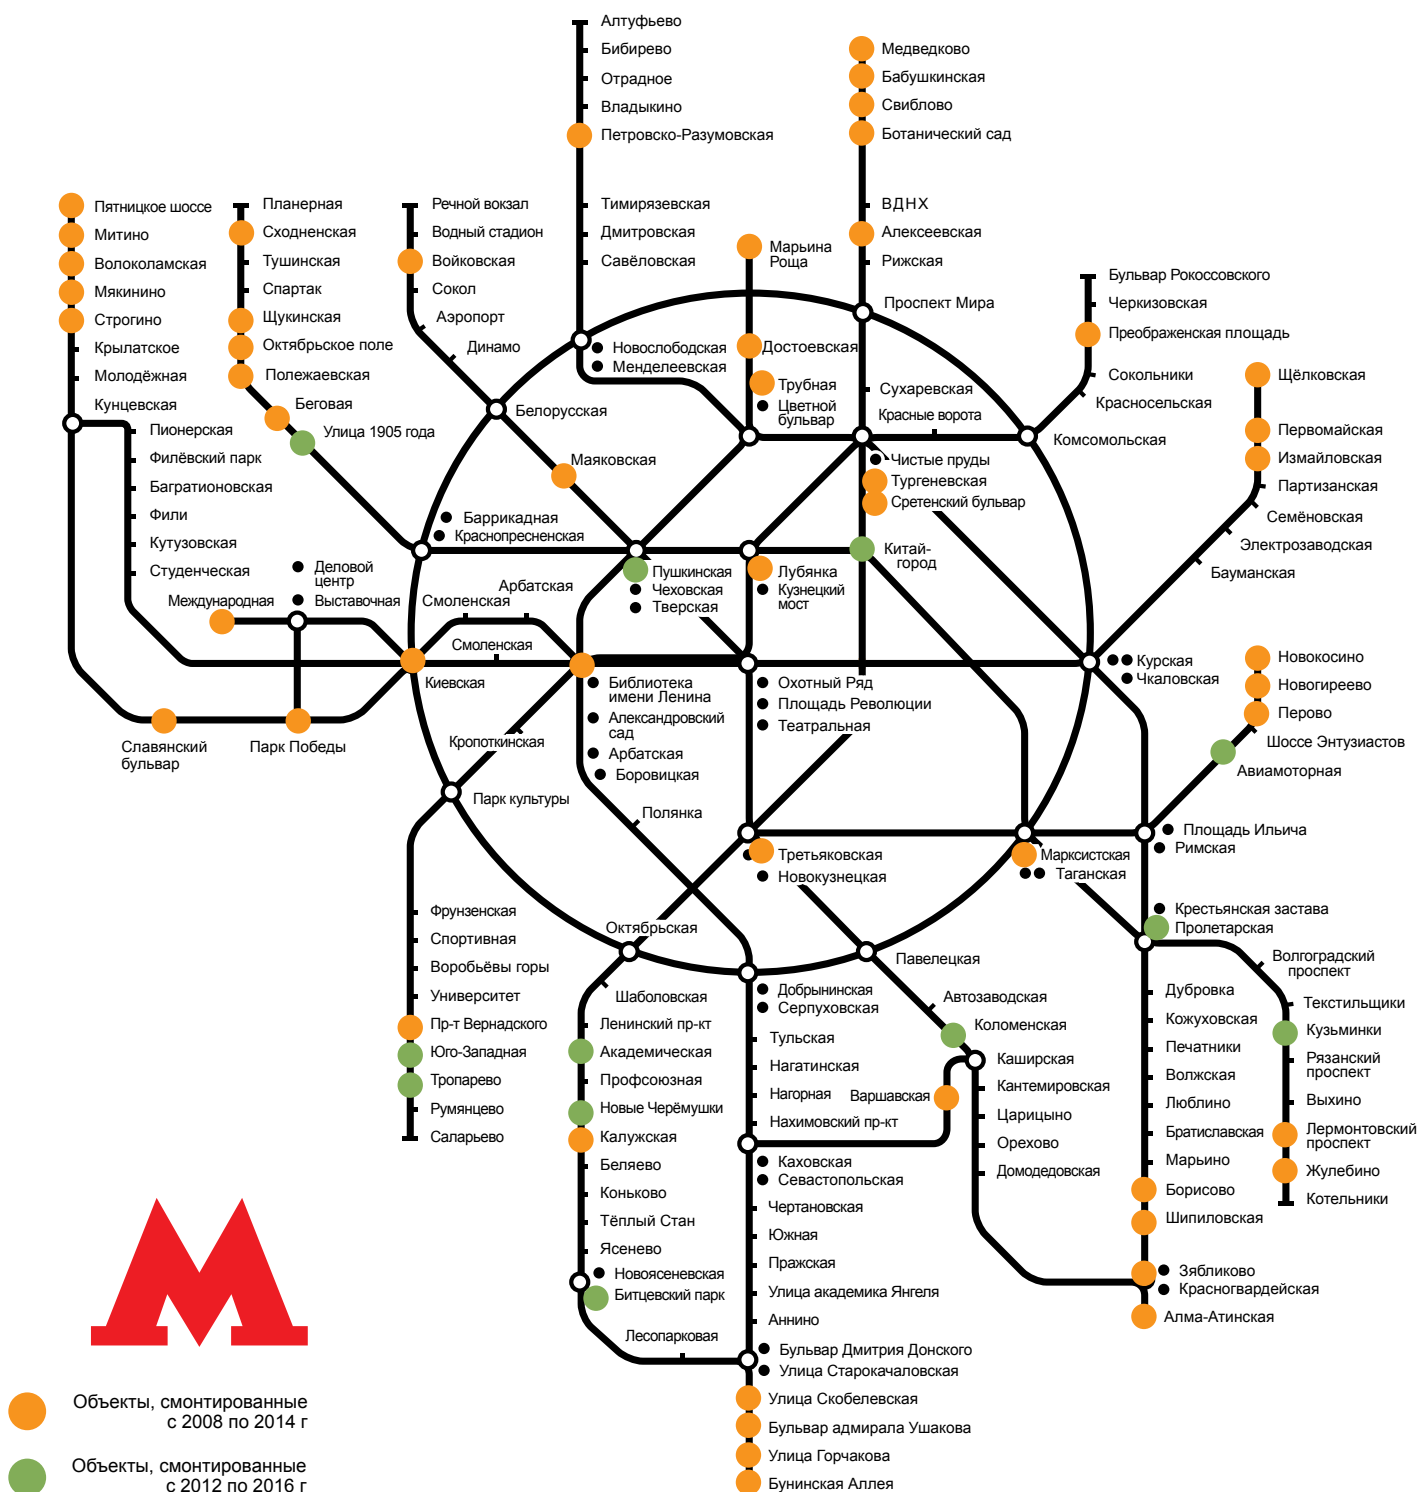 Алтуфьево
Бибирево
Отрадное
Владыкино
Петровско-Разумовская
Тимирязевская
Дмитровская
Савёловская
Медведково
Бабушкинская
Свиблово
Ботанический сад
ВДНХ
Алексеевская
Рижская
Проспект Мира
Пятницкое шоссе
Митино
Волоколамская
Мякинино
Строгино
Крылатское
Молодёжная
Кунцевская
Планерная
Сходненская
Тушинская
Спартак
Щукинская
Октябрьское поле
Полежаевская
Беговая
Улица 1905 года
Речной вокзал
Водный стадион
Войковская
Сокол
Аэропорт
Динамо
Белорусская
Марьина
Роща
Достоевская
Трубная
Цветной
бульвар
Новослободская
Менделеевская
Бульвар Рокоссовского
Черкизовская
Преображенская площадь
Сокольники
Красносельская
Комсомольская
Сухаревская
Красные ворота
Чистые пруды
Тургеневская
Сретенский бульвар
Щёлковская
Первомайская
Измайловская
Партизанская
Семёновская
Электрозаводская
Бауманская
Пионерская
Филёвский парк
Багратионовская
Фили
Кутузовская
Студенческая
Международная
Деловой
центр
Выставочная
Маяковская
Баррикадная
Краснопресненская
Арбатская
Смоленская
Смоленская
Киевская
Пушкинская
Чеховская
Тверская
Лубянка
Кузнецкий
мост
Китай-
город
Курская
Чкаловская
Новокосино
Новогиреево
Перово
Шоссе Энтузиастов
Авиамоторная
Славянский
бульвар
Парк Победы
Библиотека
имени Ленина
Александровский
сад
Арбатская
Боровицкая
Охотный Ряд
Площадь Революции
Театральная
Кропоткинская
Парк культуры
Полянка
Третьяковская
Новокузнецкая
Марксистская
Таганская
Площадь Ильича
Римская
Крестьянская застава
Пролетарская
Фрунзенская
Спортивная
Воробьёвы горы
Университет
Пр-т Вернадского
Юго-Западная
Тропарево
Румянцево
Саларьево
Октябрьская
Шаболовская
Ленинский пр-кт
Академическая
Профсоюзная
Новые Черёмушки
Калужская
Беляево
Коньково
Тёплый Стан
Ясенево
Новоясеневская
Битцевский парк
Лесопарковая
Добрынинская
Серпуховская
Тульская
Нагатинская
Нагорная
Нахимовский пр-кт
Каховская
Севастопольская
Чертановская
Южная
Пражская
Улица академика Янгеля
Аннино
Бульвар Дмитрия Донского
Улица Старокачаловская
Улица Скобелевская
Бульвар адмирала Ушакова
Улица Горчакова
Бунинская Аллея
Павелецкая
Автозаводская
Коломенская
Варшавская
Каширская
Кантемировская
Царицыно
Орехово
Домодедовская
Дубровка
Кожуховская
Печатники
Волжская
Люблино
Братиславская
Марьино
Борисово
Шипиловская
Зябликово
Красногвардейская
Алма-Атинская
Волгоградский
проспект
Текстильщики
Кузьминки
Рязанский
проспект
Выхино
Лермонтовский
проспект
Жулебино
Котельники
Объекты, смонтированные
с 2008 по 2014 г
Объекты, смонтированные
с 2012 по 2016 г